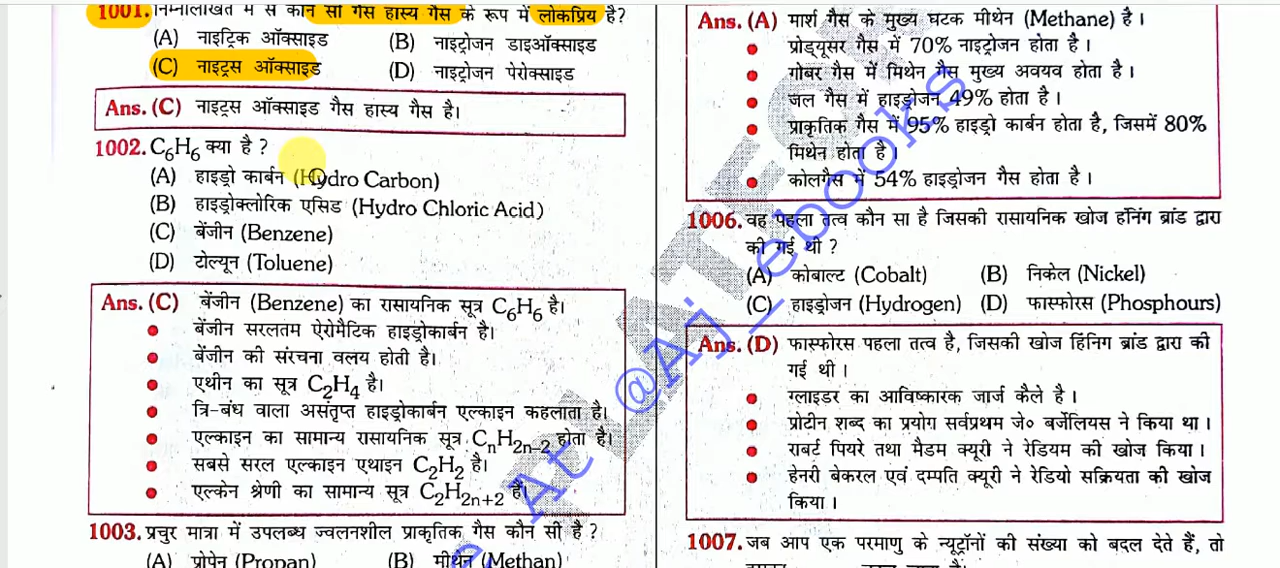 1001. निम्नलिखित में से कौन सी गैस हास्य गैस के रूप में लोकप्रिय है?
(A) नाइट्रिक ऑक्साइड (B) नाइट्रोजन डाइऑक्साइड
(C) नाइट्रस ऑक्साइड (D) नाइट्रोजन पेरोक्साइड
Ans. (C) नाइट्रस ऑक्साइड गैस हास्य गैस है।
1002. C₆H₆ क्या है ?
(A) हाइड्रो कार्बन (Hydro Carbon)
(B) हाइड्रोक्लोरिक एसिड (Hydro Chloric Acid)
(C) बेंजीन (Benzene)
(D) टोल्यून (Toluene)
Ans. (C) बेंजीन (Benzene) का रासायनिक सूत्र C₆H₆ है।
• बेंजीन सरलतम ऐरोमैटिक हाइड्रोकार्बन है।
• बेंजीन की संरचना वलय होती है।
• एथीन का सूत्र C₂H₄ है।
• त्रि-बंध वाला असंतृप्त हाइड्रोकार्बन एल्काइन कहलाता है।
• एल्काइन का सामान्य रासायनिक सूत्र CₙH₂ₙ₋₂ होता है।
• सबसे सरल एल्काइन एथाइन C₂H₂ है।
• एल्केन श्रेणी का सामान्य सूत्र C₂H₂ₙ₊₂ है।
1003. प्रचुर मात्रा में उपलब्ध ज्वलनशील प्राकृतिक गैस कौन सी है ?
(A) प्रोपेन (Propan) (B) मीथेन (Methan)
Ans. (A) मार्श गैस के मुख्य घटक मीथेन (Methane) है।
• प्रोड्यूसर गैस में 70% नाइट्रोजन होता है।
• गोबर गैस में मिथेन गैस मुख्य अवयव होता है।
• जल गैस में हाइड्रोजन 49% होता है।
• प्राकृतिक गैस में 95% हाइड्रो कार्बन होता है, जिसमें 80%
मिथेन होता है।
• कोलगैस में 54% हाइड्रोजन गैस होता है।
1006. वह पहला तत्व कौन सा है जिसकी रासायनिक खोज हेनिंग ब्रांड द्वारा
की गई थी ?
(A) कोबाल्ट (Cobalt) (B) निकेल (Nickel)
(C) हाइड्रोजन (Hydrogen) (D) फास्फोरस (Phosphours)
Ans. (D) फास्फोरस पहला तत्व है, जिसकी खोज हिंनिग ब्रांड द्वारा की
गई थी।
• ग्लाइडर का आविष्कारक जार्ज कैले है।
• प्रोटीन शब्द का प्रयोग सर्वप्रथम जे० बर्जेलियस ने किया था।
• राबर्ट पियरे तथा मैडम क्यूरी ने रेडियम की खोज किया।
• हेनरी बेकरल एवं दम्पति क्यूरी ने रेडियो सक्रियता की खोज
किया।
1007. जब आप एक परमाणु के न्यूट्रॉनों की संख्या को बदल देते हैं, तो
At @Aj_ebooks